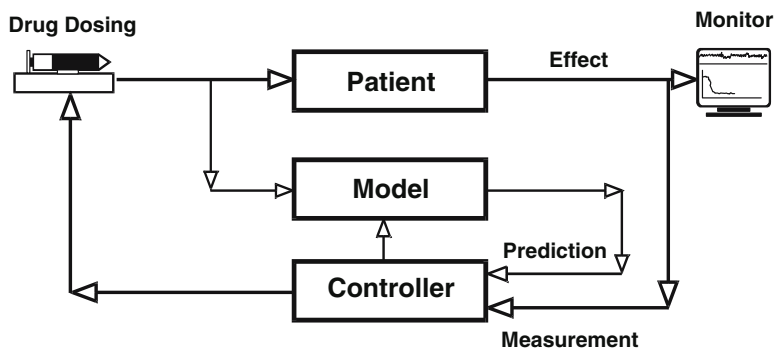 Drug Dosing
Monitor
Patient
Effect
Model
Prediction
Controller
Measurement